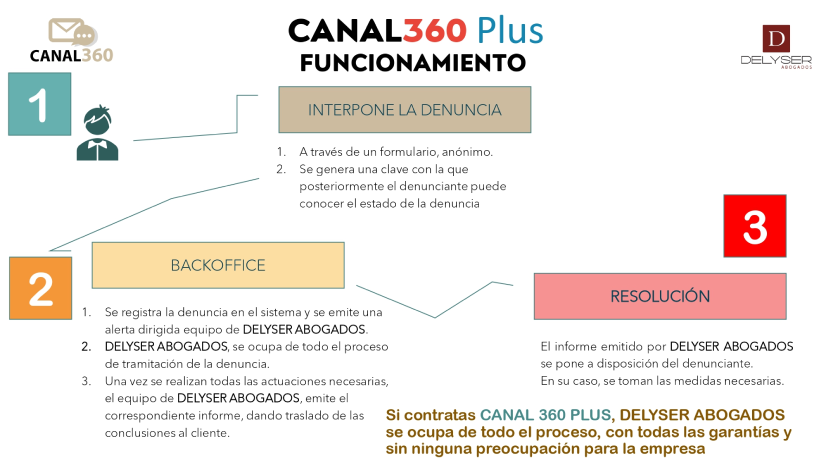 CANAL360
CANAL360 Plus
FUNCIONAMIENTO
D
DELYSER
ABOGADOS
1
INTERPONE LA DENUNCIA
1. A través de un formulario, anónimo.
2. Se genera una clave con la que
posteriormente el denunciante puede
conocer el estado de la denuncia
2
BACKOFFICE
1. Se registra la denuncia en el sistema y se emite una
alerta dirigida equipo de DELYSER ABOGADOS.
2. DELYSER ABOGADOS, se ocupa de todo el proceso
de tramitación de la denuncia.
3. Una vez se realizan todas las actuaciones necesarias,
el equipo de DELYSER ABOGADOS, emite el
correspondiente informe, dando traslado de las
conclusiones al cliente.
3
RESOLUCIÓN
El informe emitido por DELYSER ABOGADOS
se pone a disposición del denunciante.
En su caso, se toman las medidas necesarias.
Si contratas CANAL 360 PLUS, DELYSER ABOGADOS
se ocupa de todo el proceso, con todas las garantías y
sin ninguna preocupación para la empresa